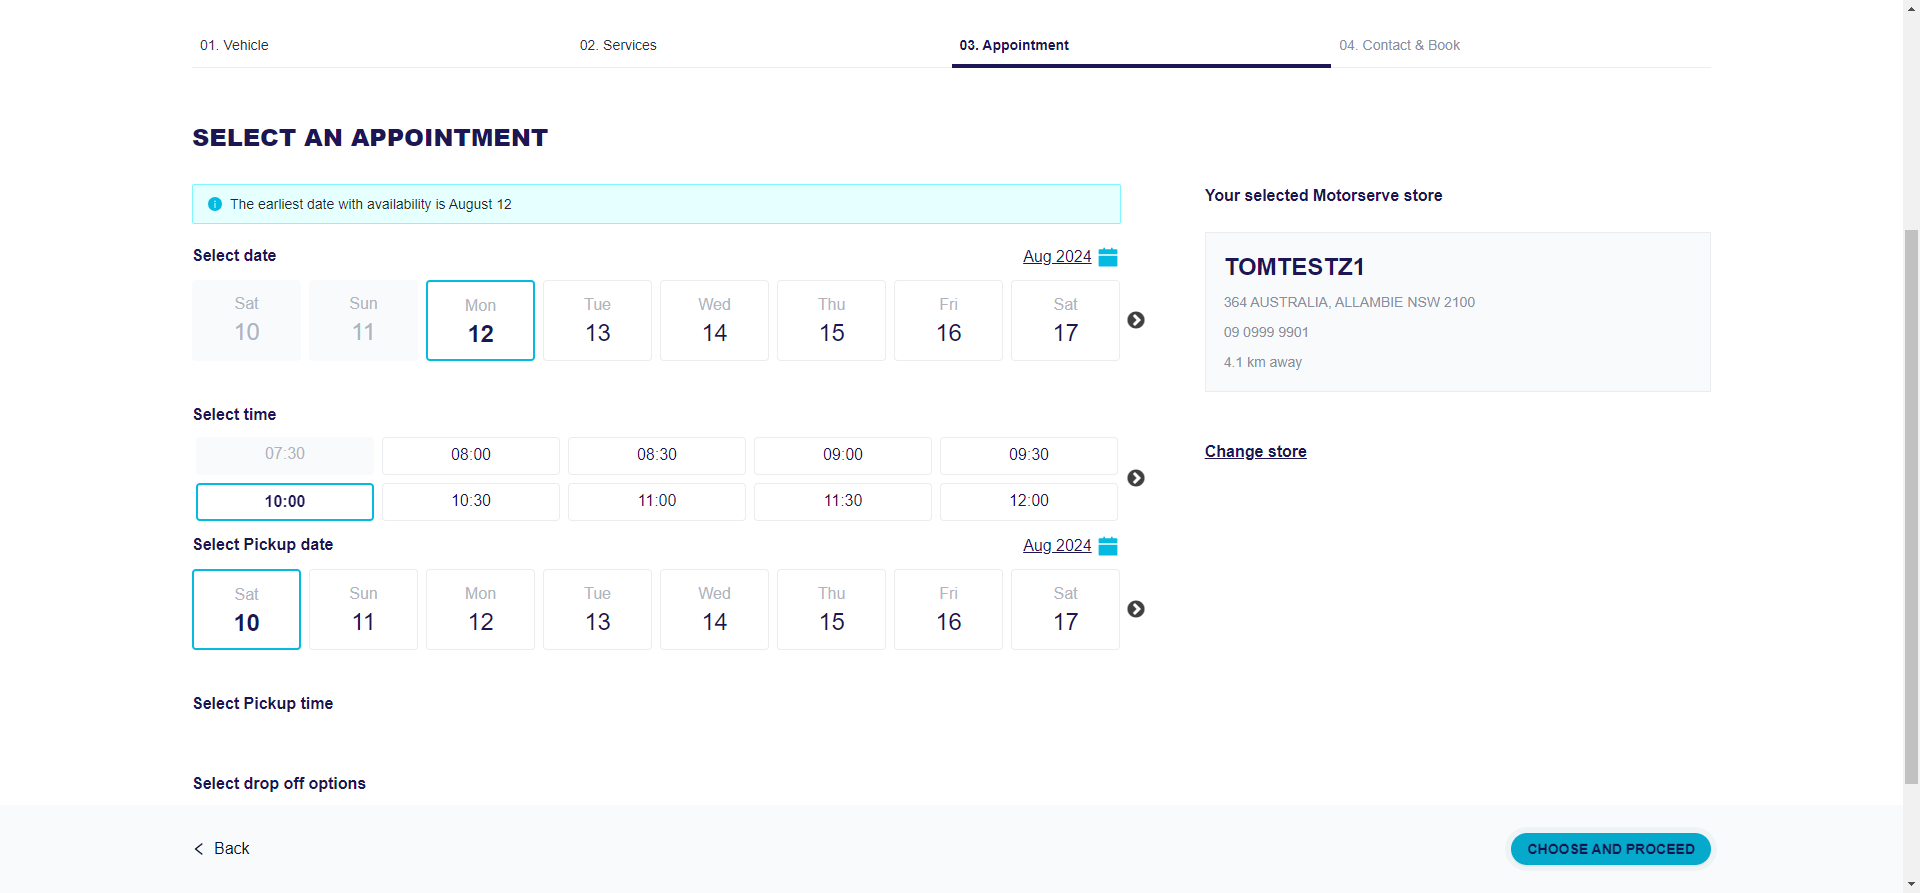 01. Vehicle
02. Services
03. Appointment
04. Contact & Book
SELECT AN APPOINTMENT
The earliest date with availability is August 12
Select date
Aug 2024
Sat Sun Mon Tue Wed Thu Fri Sat
10 11 12 13 14 15 16 17
Select time
07:30 08:00 08:30 09:00 09:30
10:00 10:30 11:00 11:30 12:00
Select Pickup date
Aug 2024
Sat Sun Mon Tue Wed Thu Fri Sat
10 11 12 13 14 15 16 17
Select Pickup time
Select drop off options
Your selected Motorserve store
TOMTESTZ1
364 AUSTRALIA, ALLAMBIE NSW 2100
09 0999 9901
4.1 km away
Change store
Back
CHOOSE AND PROCEED